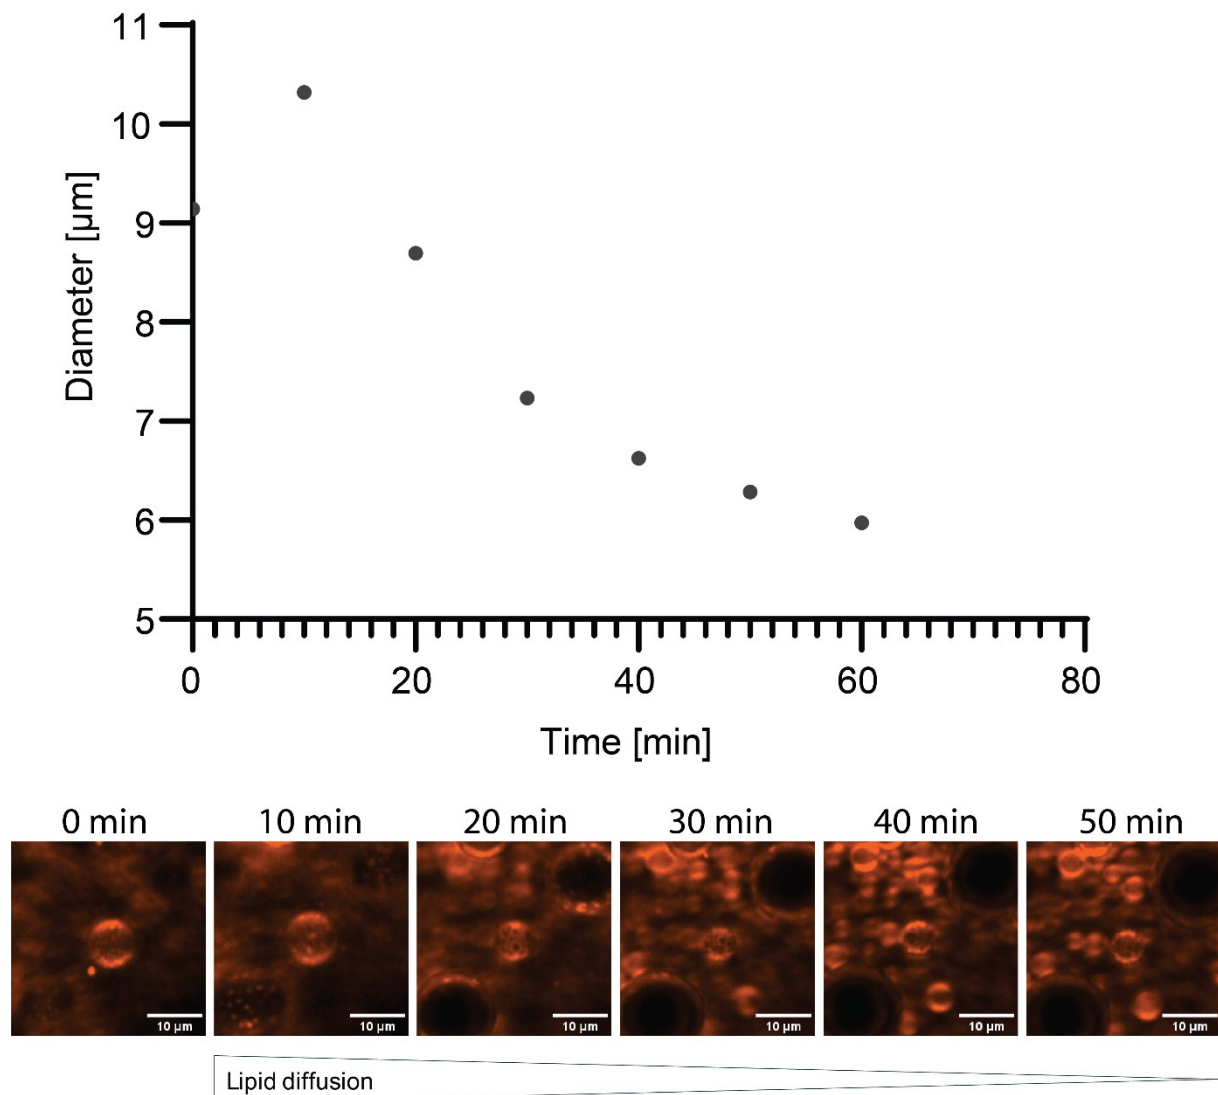 11
10
9
8
7
6
5
Diameter [µm]
0 20 40 60 80
Time [min]
0 min 10 min 20 min 30 min 40 min 50 min
10 µm 10 µm 10 µm 10 µm 10 µm 10 µm
Lipid diffusion